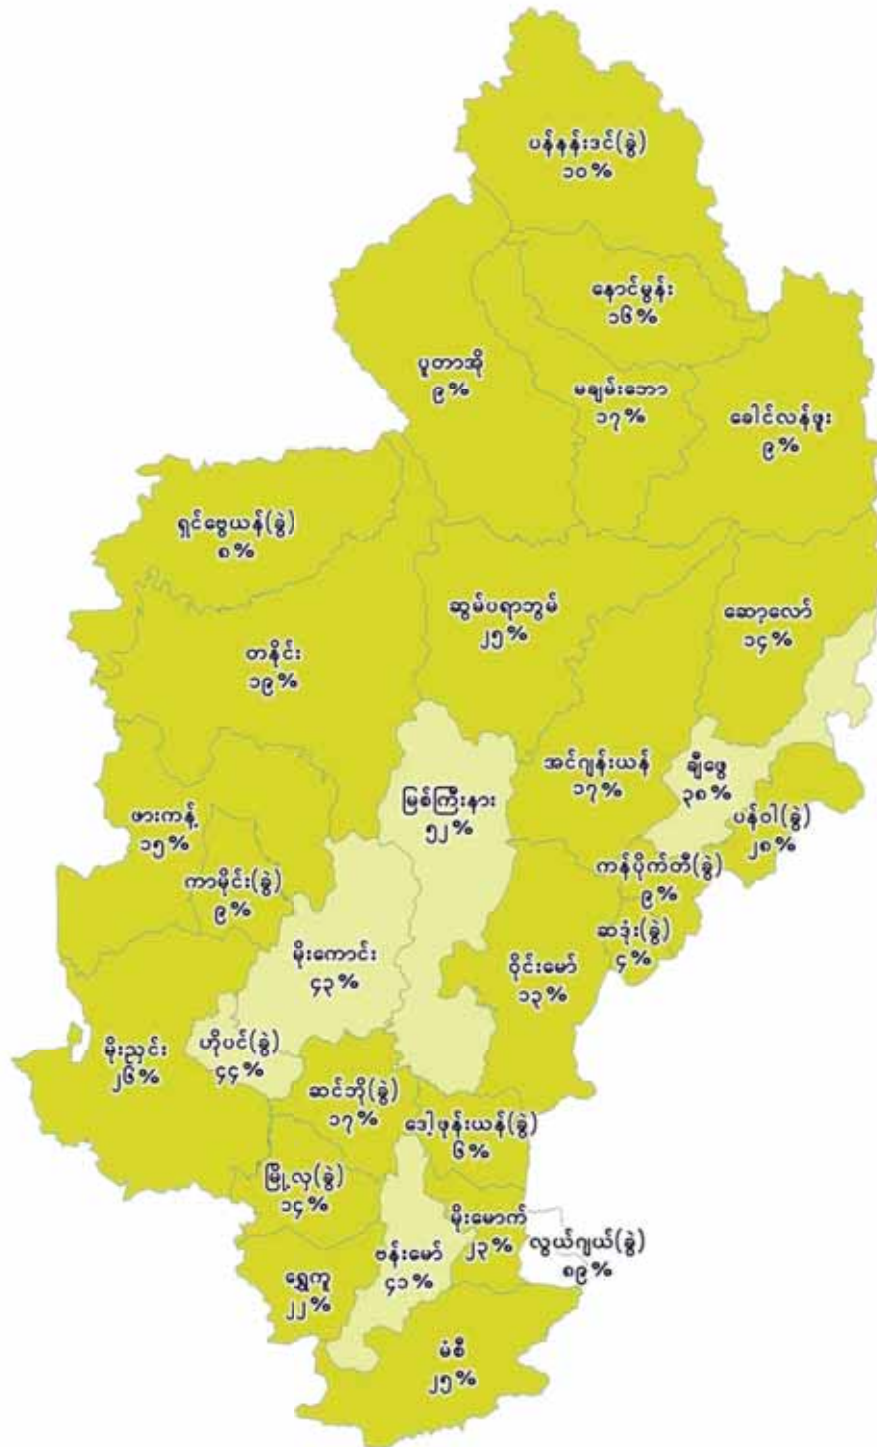 ပန်နန်းဒင်(ခွဲ)
၁၀%
နောင်မွန်း
၁၆%
ပူတာအို
၉%
မချမ်းဘော
၁၇%
ခေါင်လန်ဖူး
၉%
ရှင်ဗွေယန်(ခွဲ)
၈%
ဆွမ်ပရာဘွမ်
၂၅%
ဆော့လော်
၁၄%
တနိုင်း
၁၉%
အင်ဂျန်းယန်
၁၇%
ချီဖွေ
၃၈%
မြစ်ကြီးနား
၅၂%
ပန်ဝါ(ခွဲ)
၂၈%
ဖားကန့်
၁၅%
ကန်ပိုက်တီ(ခွဲ)
၉%
ကာမိုင်း(ခွဲ)
၉%
ဆဒုံး(ခွဲ)
၄%
မိုးကောင်း
၄၃%
ဝိုင်းမော်
၁၃%
ဟိုပင်(ခွဲ)
၄၄%
မိုးညှင်း
၂၆%
ဆင်ဘို(ခွဲ)
၁၇%
ဒေါ့ဖုန်းယန်(ခွဲ)
၆%
မြို့လှ(ခွဲ)
၁၄%
မိုးမောက်
၂၃%
လွယ်ဂျယ်(ခွဲ)
၈၉%
ဗန်းမော်
၄၁%
ရွှေကူ
၂၂%
မံစီ
၂၅%